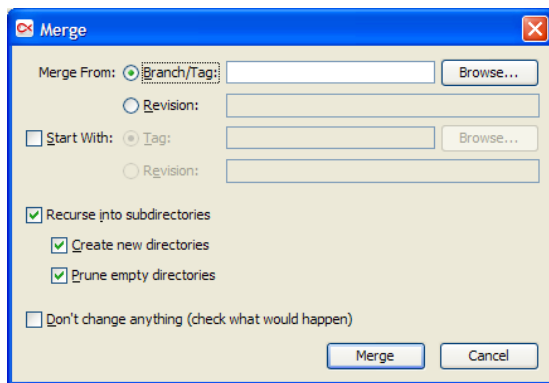 Merge
Merge From: Branch/Tag: Browse...
Revision:
Start With: Tag: Browse...
Revision:
Recurse into subdirectories
Create new directories
Prune empty directories
Don't change anything (check what would happen)
Merge Cancel